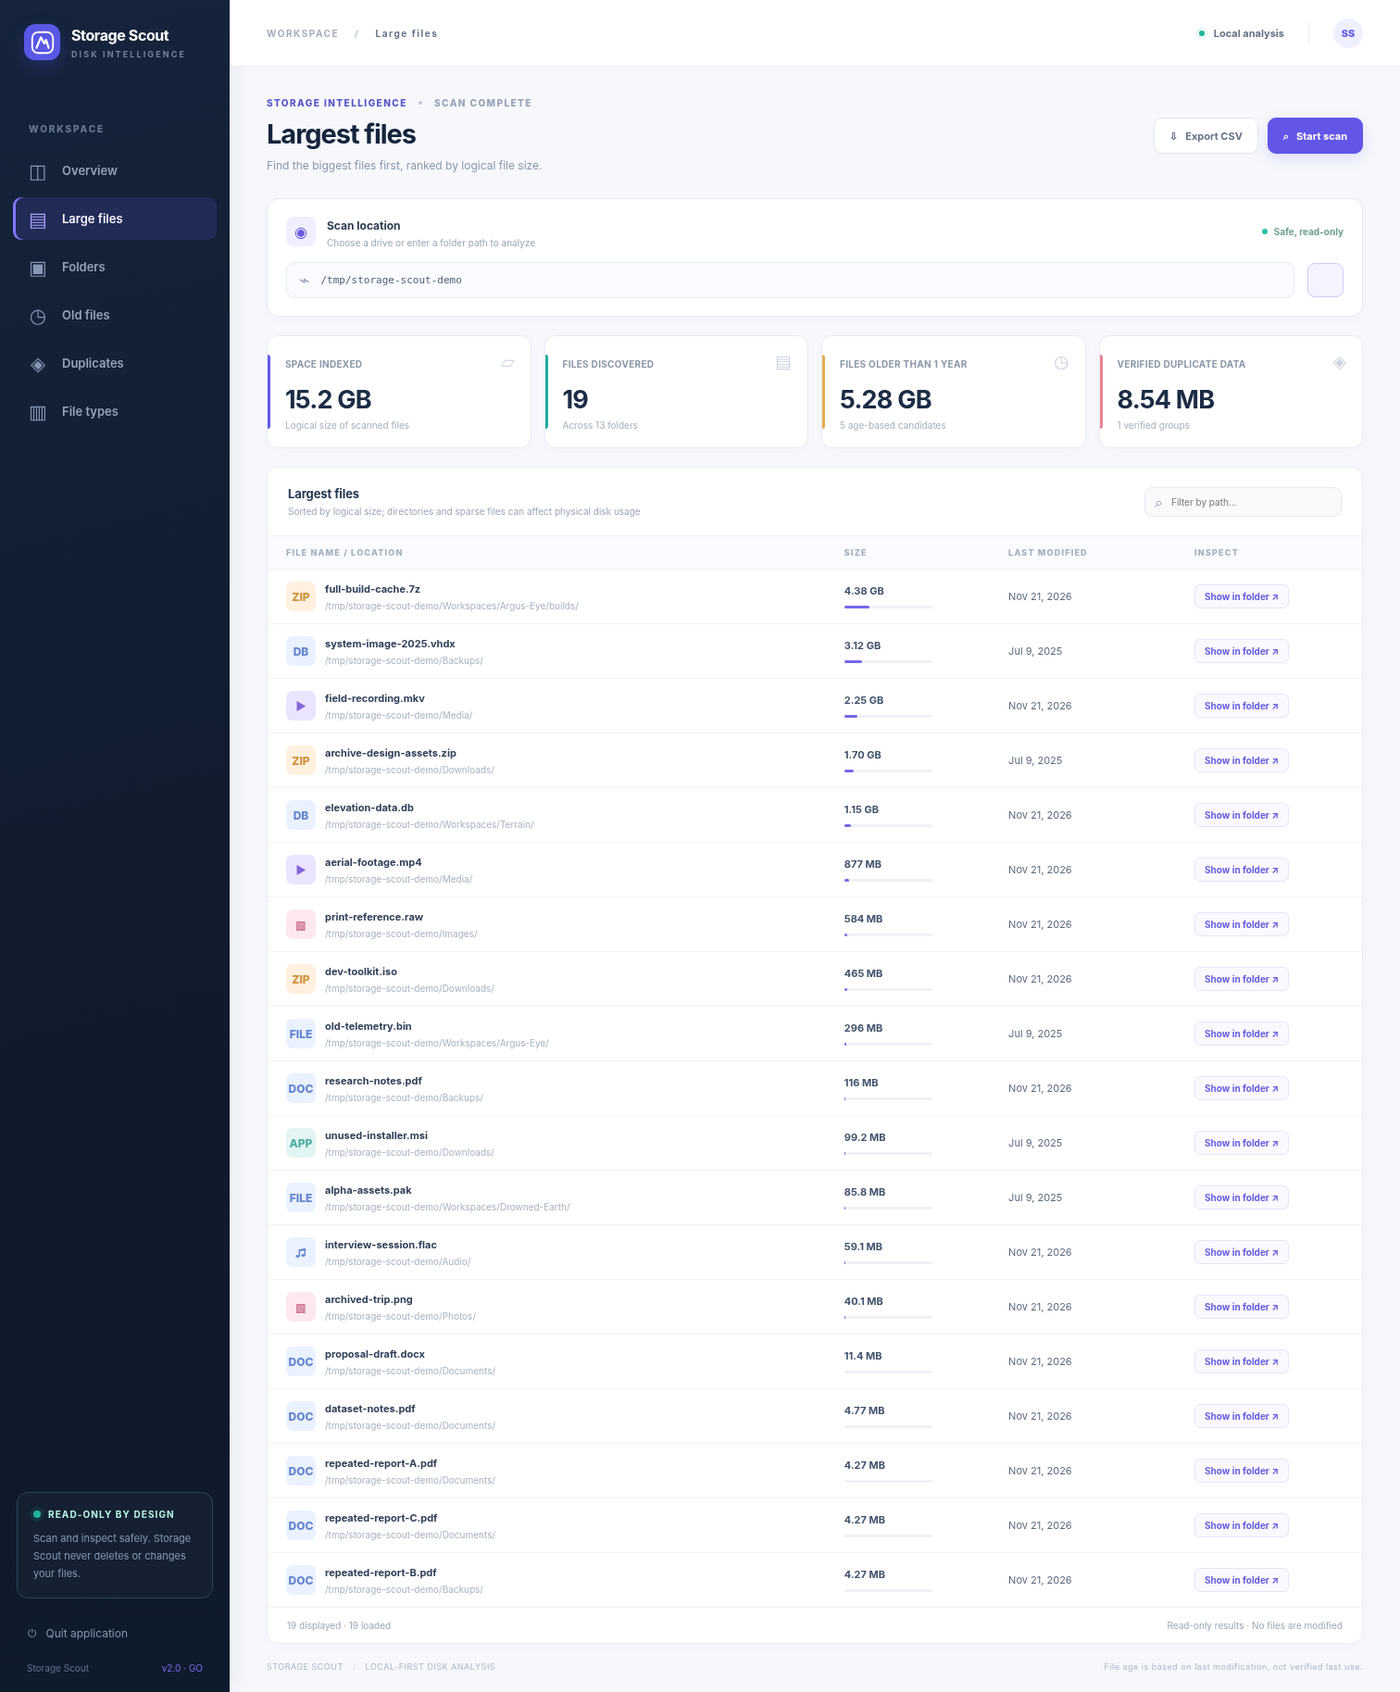 Storage Scout
DISK INTELLIGENCE
WORKSPACE
Overview
Large files
Folders
Old files
Duplicates
File types
READ-ONLY BY DESIGN
Scan and inspect safely. Storage
Scout never deletes or changes
your files.
Quit application
Storage Scout v2.0 · GO
WORKSPACE / Large files
Local analysis SS
STORAGE INTELLIGENCE • SCAN COMPLETE
Largest files
Find the biggest files first, ranked by logical file size.
Export CSV Start scan
Scan location
Choose a drive or enter a folder path to analyze
Safe, read-only
/tmp/storage-scout-demo
SPACE INDEXED
15.2 GB
Logical size of scanned files
FILES DISCOVERED
19
Across 13 folders
FILES OLDER THAN 1 YEAR
5.28 GB
5 age-based candidates
VERIFIED DUPLICATE DATA
8.54 MB
1 verified groups
Largest files
Sorted by logical size; directories and sparse files can affect physical disk usage
Filter by path...
FILE NAME / LOCATION SIZE LAST MODIFIED INSPECT
ZIP full-build-cache.7z 4.38 GB Nov 21, 2026 Show in folder ↗
/tmp/storage-scout-demo/Workspaces/Argus-Eye/builds/
DB system-image-2025.vhdx 3.12 GB Jul 9, 2025 Show in folder ↗
/tmp/storage-scout-demo/Backups/
field-recording.mkv 2.25 GB Nov 21, 2026 Show in folder ↗
/tmp/storage-scout-demo/Media/
ZIP archive-design-assets.zip 1.70 GB Jul 9, 2025 Show in folder ↗
/tmp/storage-scout-demo/Downloads/
DB elevation-data.db 1.15 GB Nov 21, 2026 Show in folder ↗
/tmp/storage-scout-demo/Workspaces/Terrain/
aerial-footage.mp4 877 MB Nov 21, 2026 Show in folder ↗
/tmp/storage-scout-demo/Media/
print-reference.raw 584 MB Nov 21, 2026 Show in folder ↗
/tmp/storage-scout-demo/Images/
ZIP dev-toolkit.iso 465 MB Nov 21, 2026 Show in folder ↗
/tmp/storage-scout-demo/Downloads/
FILE old-telemetry.bin 296 MB Jul 9, 2025 Show in folder ↗
/tmp/storage-scout-demo/Workspaces/Argus-Eye/
DOC research-notes.pdf 116 MB Nov 21, 2026 Show in folder ↗
/tmp/storage-scout-demo/Backups/
APP unused-installer.msi 99.2 MB Jul 9, 2025 Show in folder ↗
/tmp/storage-scout-demo/Downloads/
FILE alpha-assets.pak 85.8 MB Jul 9, 2025 Show in folder ↗
/tmp/storage-scout-demo/Workspaces/Drowned-Earth/
interview-session.flac 59.1 MB Nov 21, 2026 Show in folder ↗
/tmp/storage-scout-demo/Audio/
archived-trip.png 40.1 MB Nov 21, 2026 Show in folder ↗
/tmp/storage-scout-demo/Photos/
DOC proposal-draft.docx 11.4 MB Nov 21, 2026 Show in folder ↗
/tmp/storage-scout-demo/Documents/
DOC dataset-notes.pdf 4.77 MB Nov 21, 2026 Show in folder ↗
/tmp/storage-scout-demo/Documents/
DOC repeated-report-A.pdf 4.27 MB Nov 21, 2026 Show in folder ↗
/tmp/storage-scout-demo/Documents/
DOC repeated-report-C.pdf 4.27 MB Nov 21, 2026 Show in folder ↗
/tmp/storage-scout-demo/Documents/
DOC repeated-report-B.pdf 4.27 MB Nov 21, 2026 Show in folder ↗
/tmp/storage-scout-demo/Backups/
19 displayed · 19 loaded Read-only results · No files are modified
STORAGE SCOUT / LOCAL-FIRST DISK ANALYSIS File age is based on last modification, not verified last use.